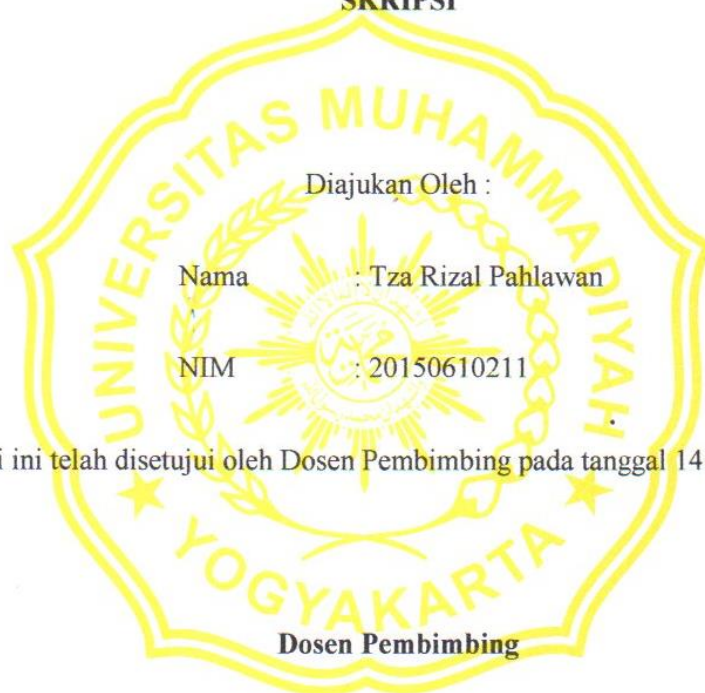 SKRIPSI
UNIVERSITAS MUHAMMADIYAH
Diajukan Oleh :
Nama : Tza Rizal Pahlawan
NIM : 20150610211
i ini telah disetujui oleh Dosen Pembimbing pada tanggal 14
YOGYAKARTA
Dosen Pembimbing